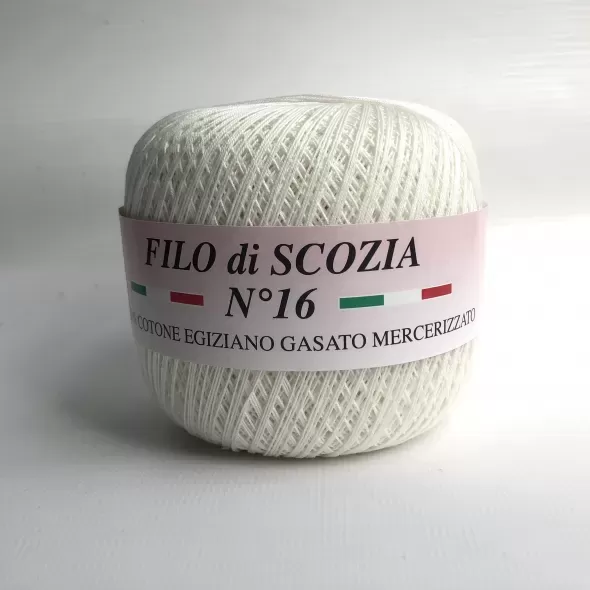 FILO di SCOZIA
N°16
COTONE EGIZIANO GASATO MERCERIZZATO